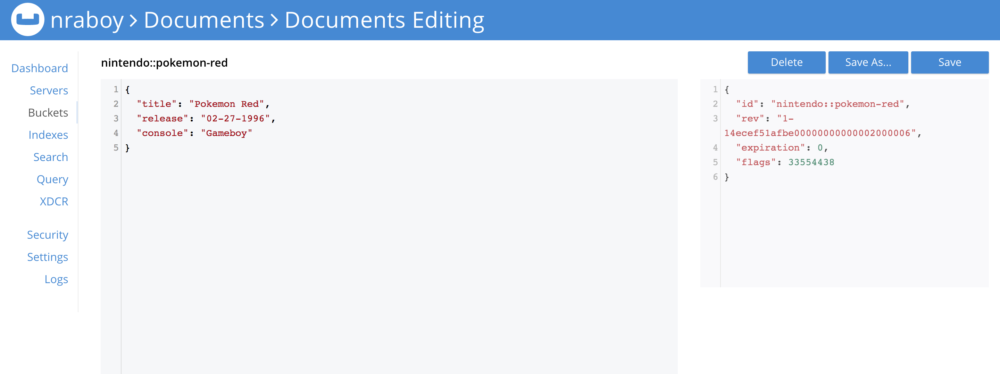 nraboy > Documents > Documents Editing
Dashboard
Servers
Buckets
Indexes
Search
Query
XDCR
Security
Settings
Logs
nintendo::pokemon-red
Delete
Save As...
Save
1 {
2 "title": "Pokemon Red",
3 "release": "02-27-1996",
4 "console": "Gameboy"
5 }
1 {
2 "id": "nintendo::pokemon-red",
3 "rev": "1-
14ecef51afbe00000000000002000006",
4 "expiration": 0,
5 "flags": 33554438
6 }